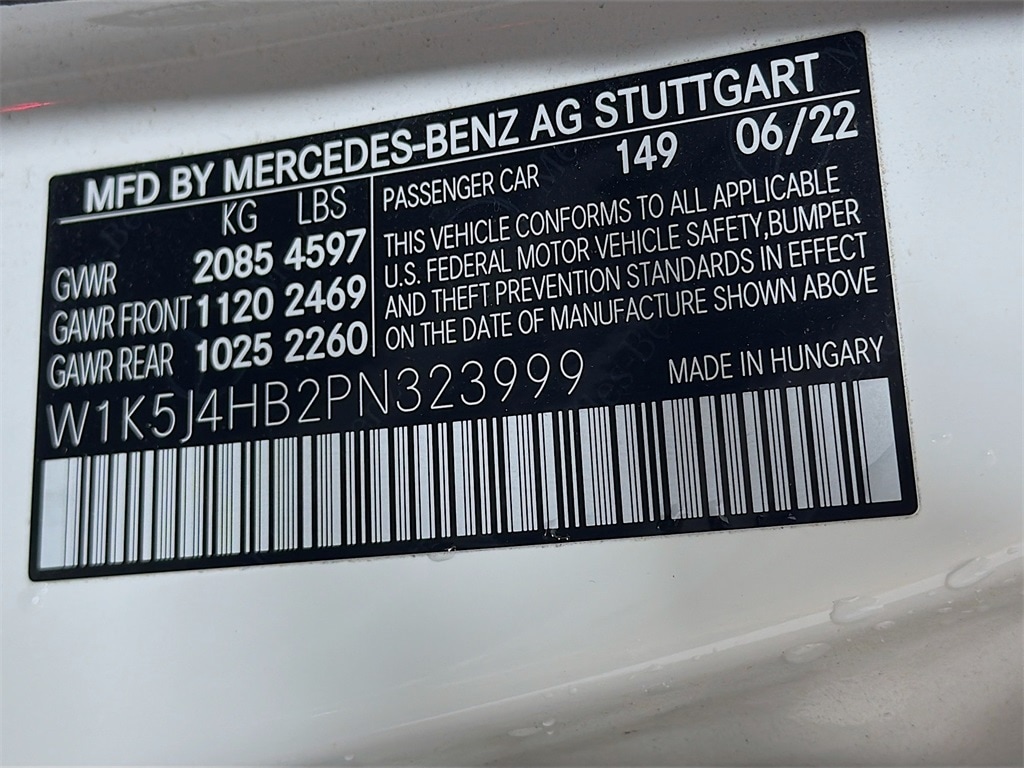 MFD BY MERCEDES-BENZ AG STUTTGART
KG LBS
GVWR 2085 4597
GAWR FRONT 1120 2469
GAWR REAR 1025 2260
PASSENGER CAR 149 06/22
THIS VEHICLE CONFORMS TO ALL APPLICABLE
U.S. FEDERAL MOTOR VEHICLE SAFETY,BUMPER
AND THEFT PREVENTION STANDARDS IN EFFECT
ON THE DATE OF MANUFACTURE SHOWN ABOVE
W1K5J4HB2PN323999
MADE IN HUNGARY